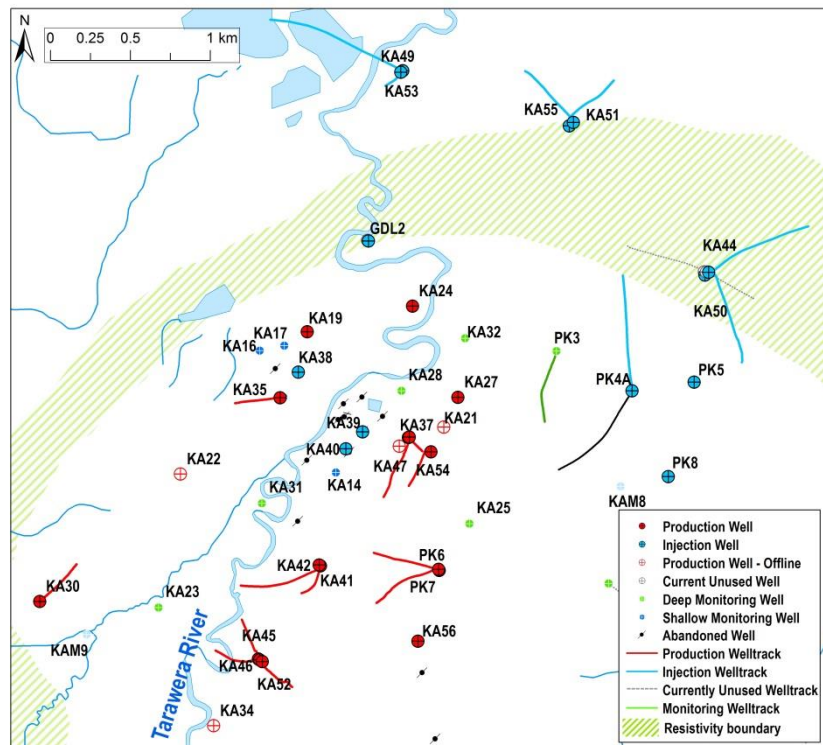 N
0 0.25 0.5 1 km
KA49
KA53
KA55
KA51
GDL2
KA44
KA50
KA24
KA19
KA17
KA16
KA38
KA32
PK3
KA28
KA35
KA27
PK4A
PK5
KA37
KA21
KA39
KA40
KA47
KA54
KA22
KA14
PK8
KAM8
KA31
KA25
KA42
KA41
PK6
PK7
KA30
KA23
KAM9
KA45
KA46
KA52
KA56
KA34
Tarawera River
Production Well
Injection Well
Production Well - Offline
Current Unused Well
Deep Monitoring Well
Shallow Monitoring Well
Abandoned Well
Production Welltrack
Injection Welltrack
Currently Unused Welltrack
Monitoring Welltrack
Resistivity boundary